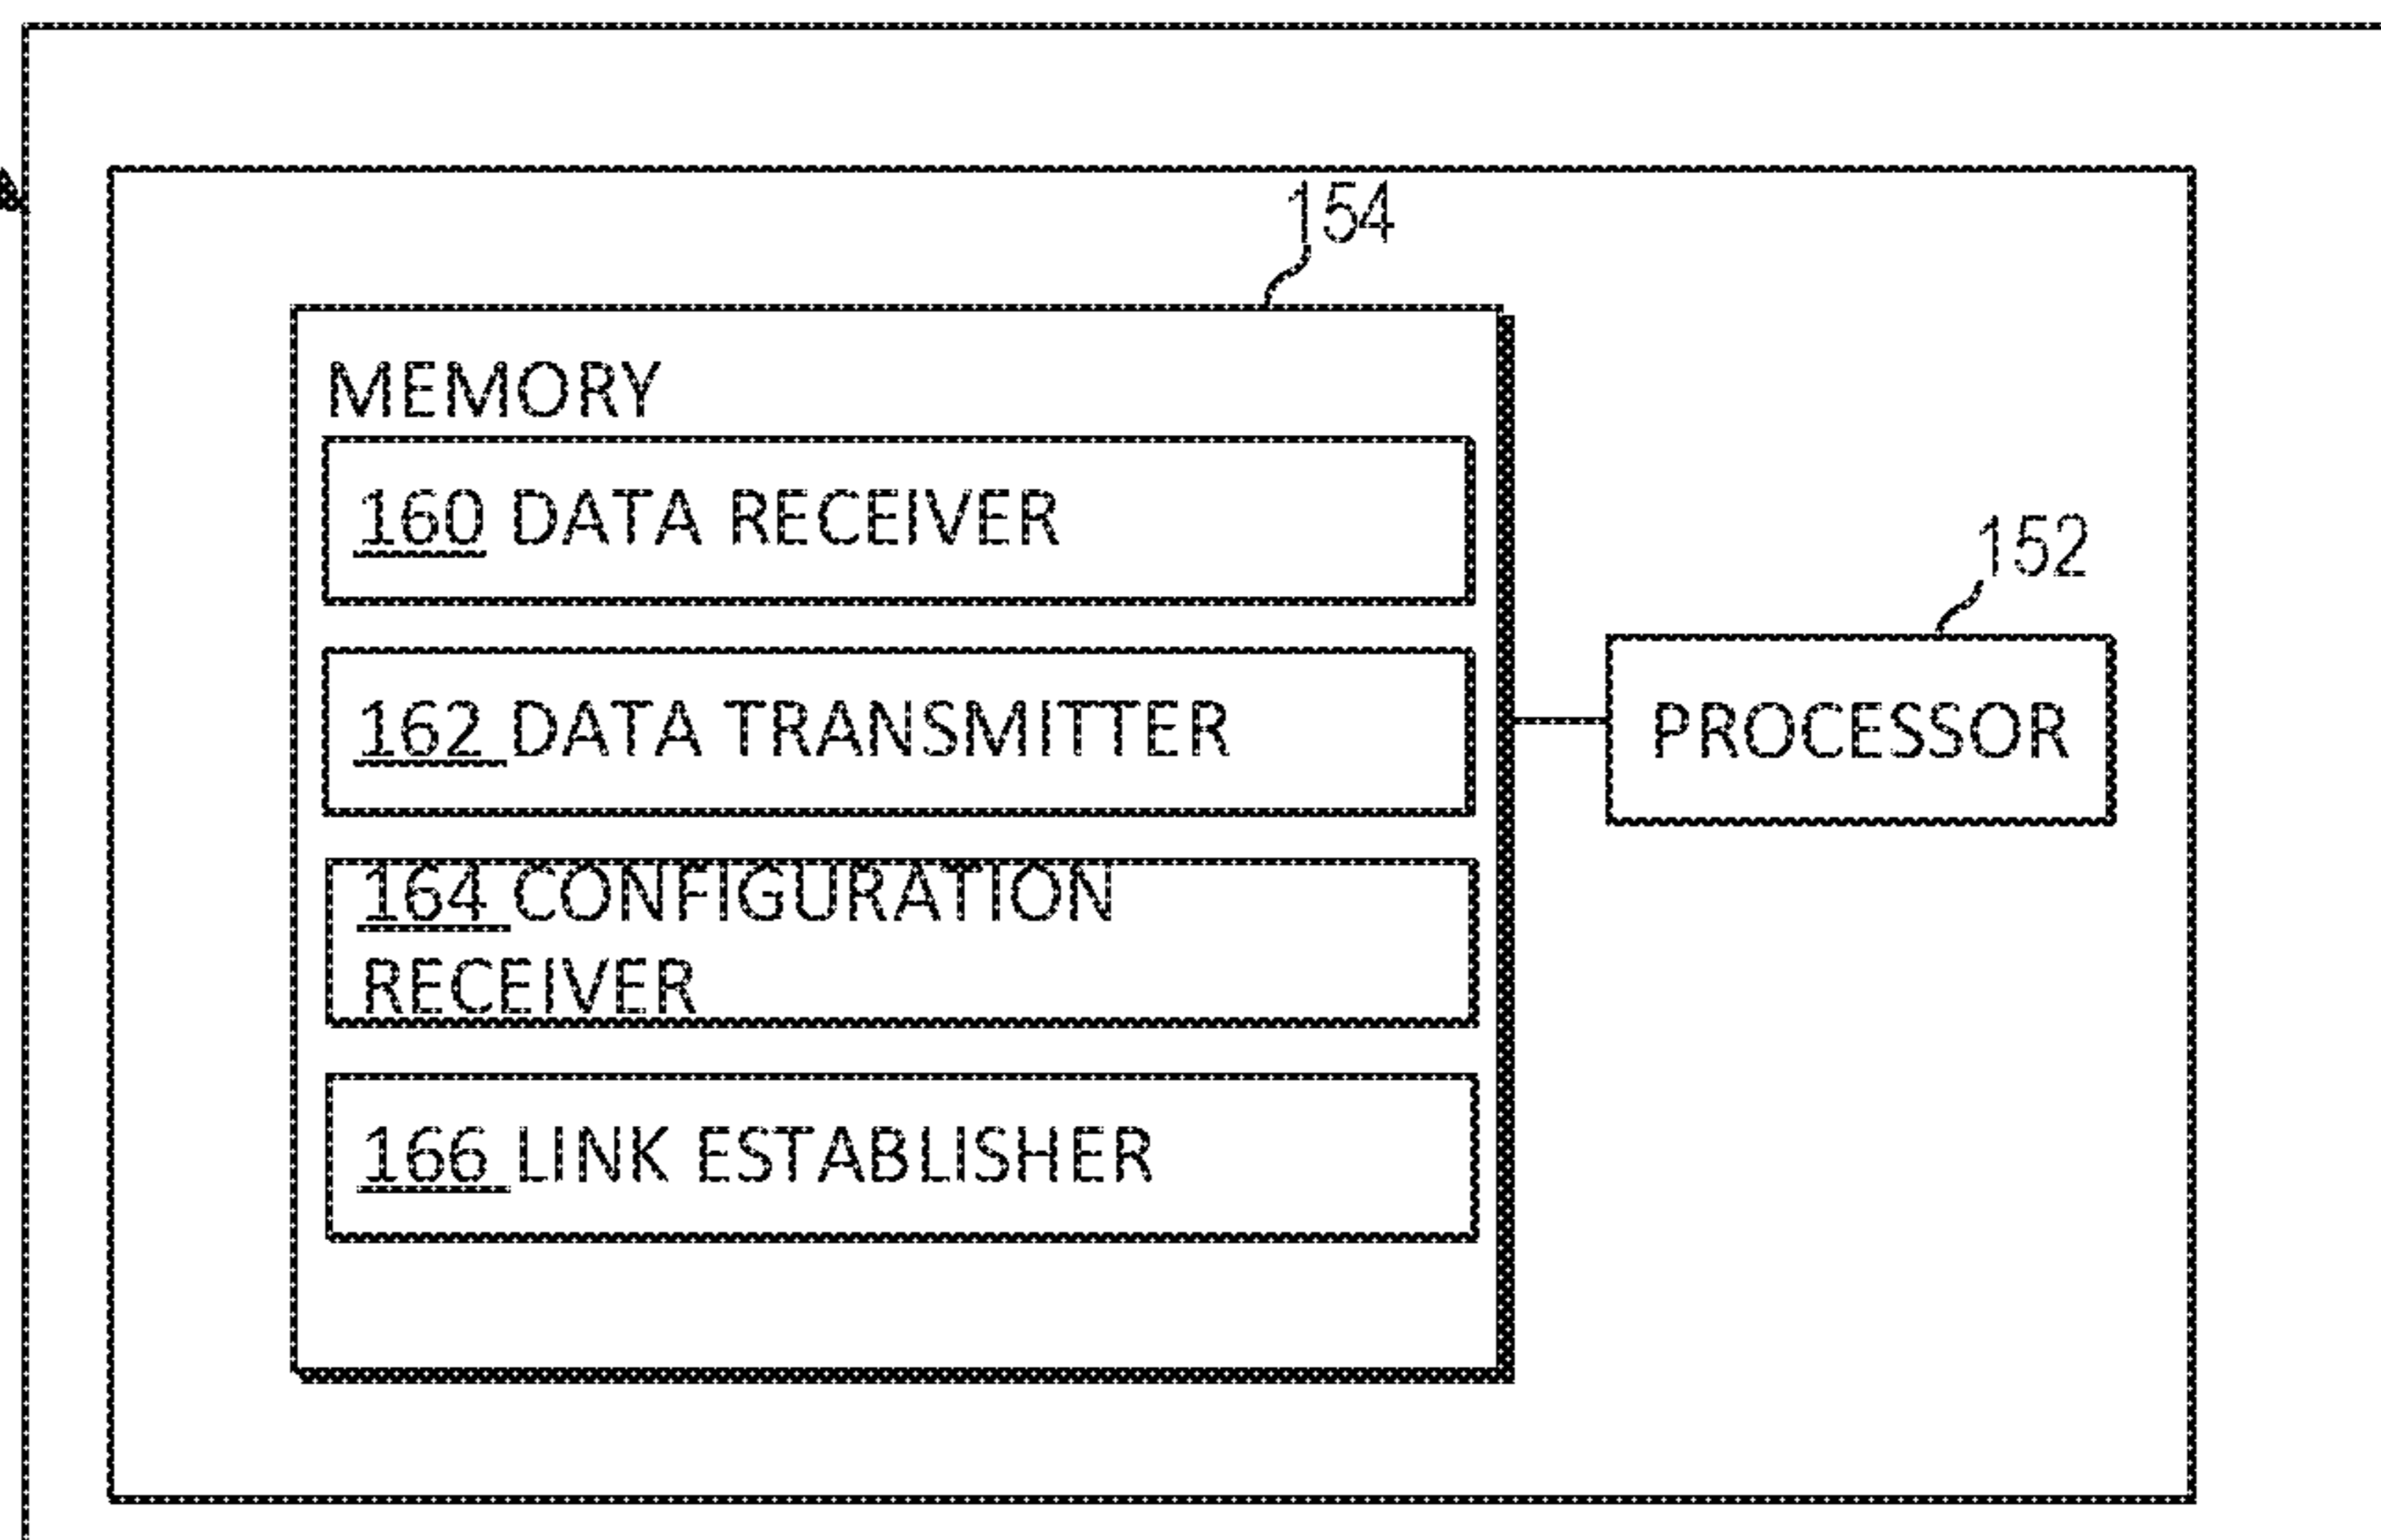 154
MEMORY
160 DATA RECEIVER
152
162 DATA TRANSMITTER
PROCESSOR
164 CONFIGURATION
RECEIVER
166 LINK ESTABLISHER